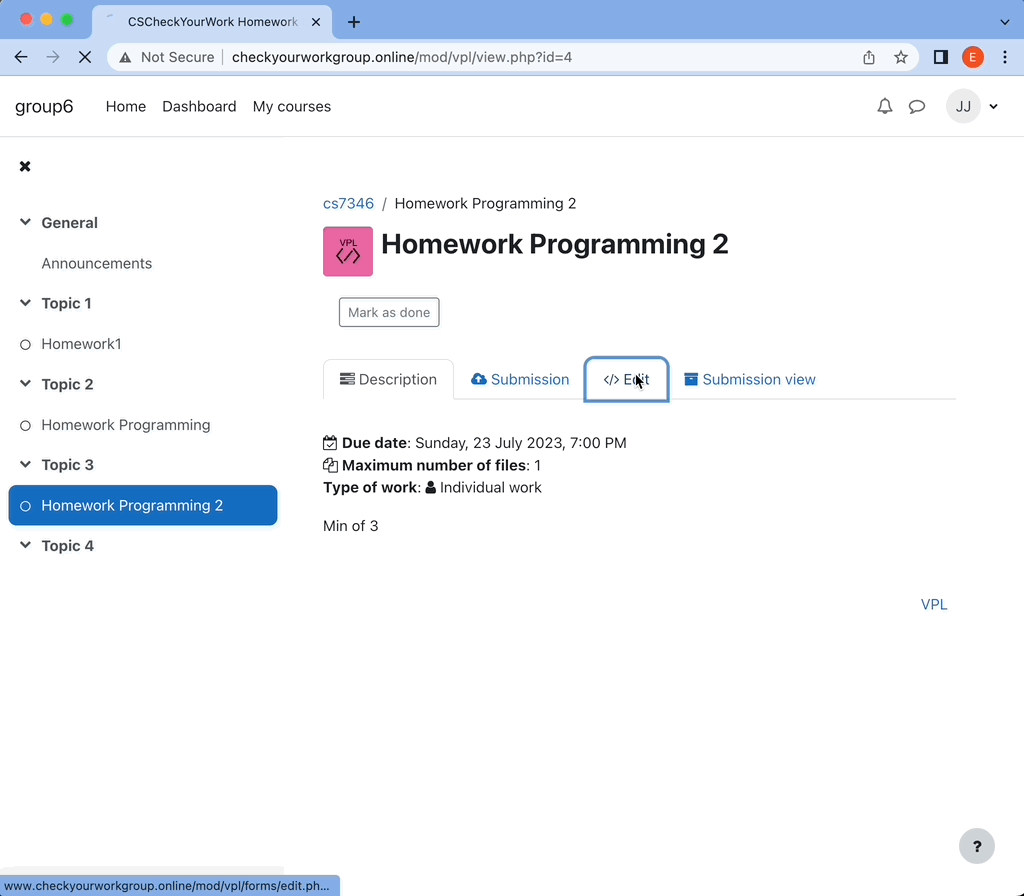 CSCheckYourWork Homework
Not Secure checkyourworkgroup.online/mod/vpl/view.php?id=4
E
group6 Home Dashboard My courses JJ
General
Announcements
Topic 1
Homework1
Topic 2
Homework Programming
Topic 3
Homework Programming 2
Topic 4
cs7346 / Homework Programming 2
VPL
Homework Programming 2
Mark as done
Description Submission </> Edit Submission view
Due date: Sunday, 23 July 2023, 7:00 PM
Maximum number of files: 1
Type of work: Individual work
Min of 3
VPL
?
www.checkyourworkgroup.online/mod/vpl/forms/edit.ph...